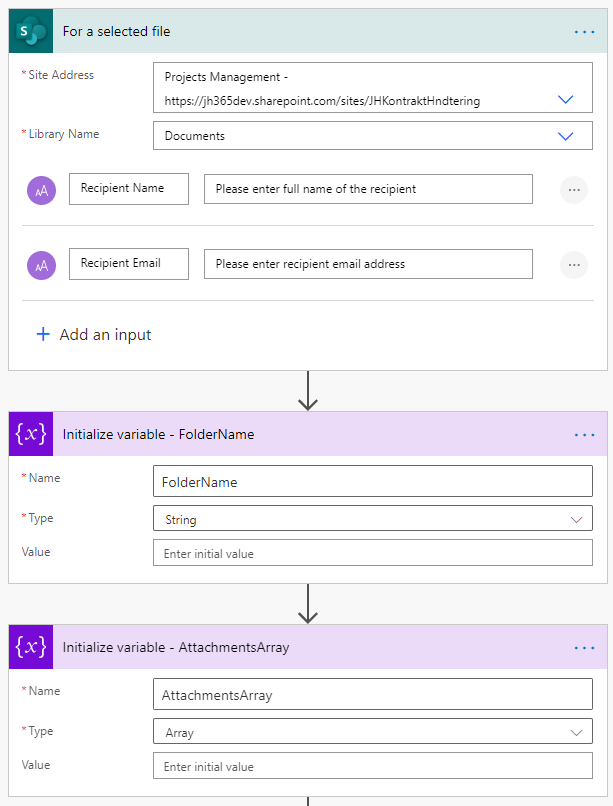 For a selected file
...
* Site Address
Projects Management -
https://jh365dev.sharepoint.com/sites/JHKontraktHndtering
* Library Name
Documents
AA
Recipient Name
Please enter full name of the recipient
...
AA
Recipient Email
Please enter recipient email address
...
+ Add an input
{x}
Initialize variable - FolderName
...
* Name
FolderName
* Type
String
Value
Enter initial value
{x}
Initialize variable - AttachmentsArray
...
* Name
AttachmentsArray
* Type
Array
Value
Enter initial value